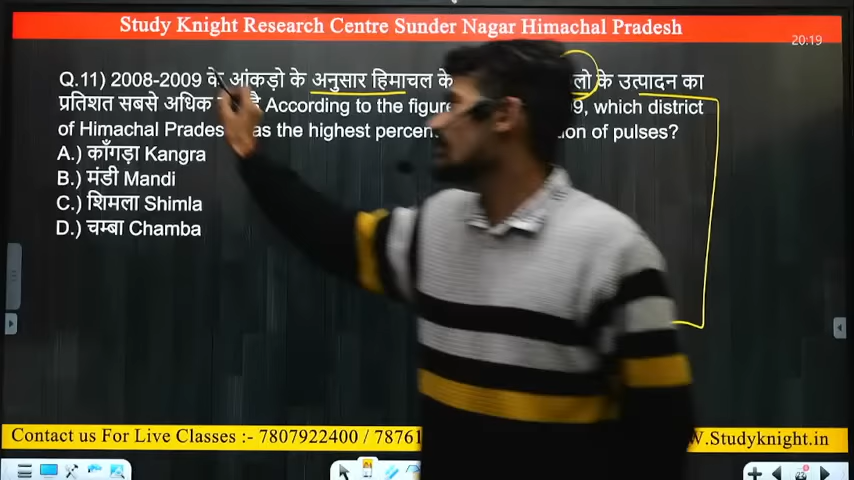 Study Knight Research Centre Sunder Nagar Himachal Pradesh
20:19
Q.11) 2008-2009 के आंकड़ो के अनुसार हिमाचल के लो के उत्पादन का
प्रतिशत सबसे अधिक है According to the figure 9, which district
of Himachal Prades as the highest percen on of pulses?
A.) काँगड़ा Kangra
B.) मंडी Mandi
C.) शिमला Shimla
D.) चम्बा Chamba
Contact us For Live Classes :- 7807922400 / 7876 W.Studyknight.in